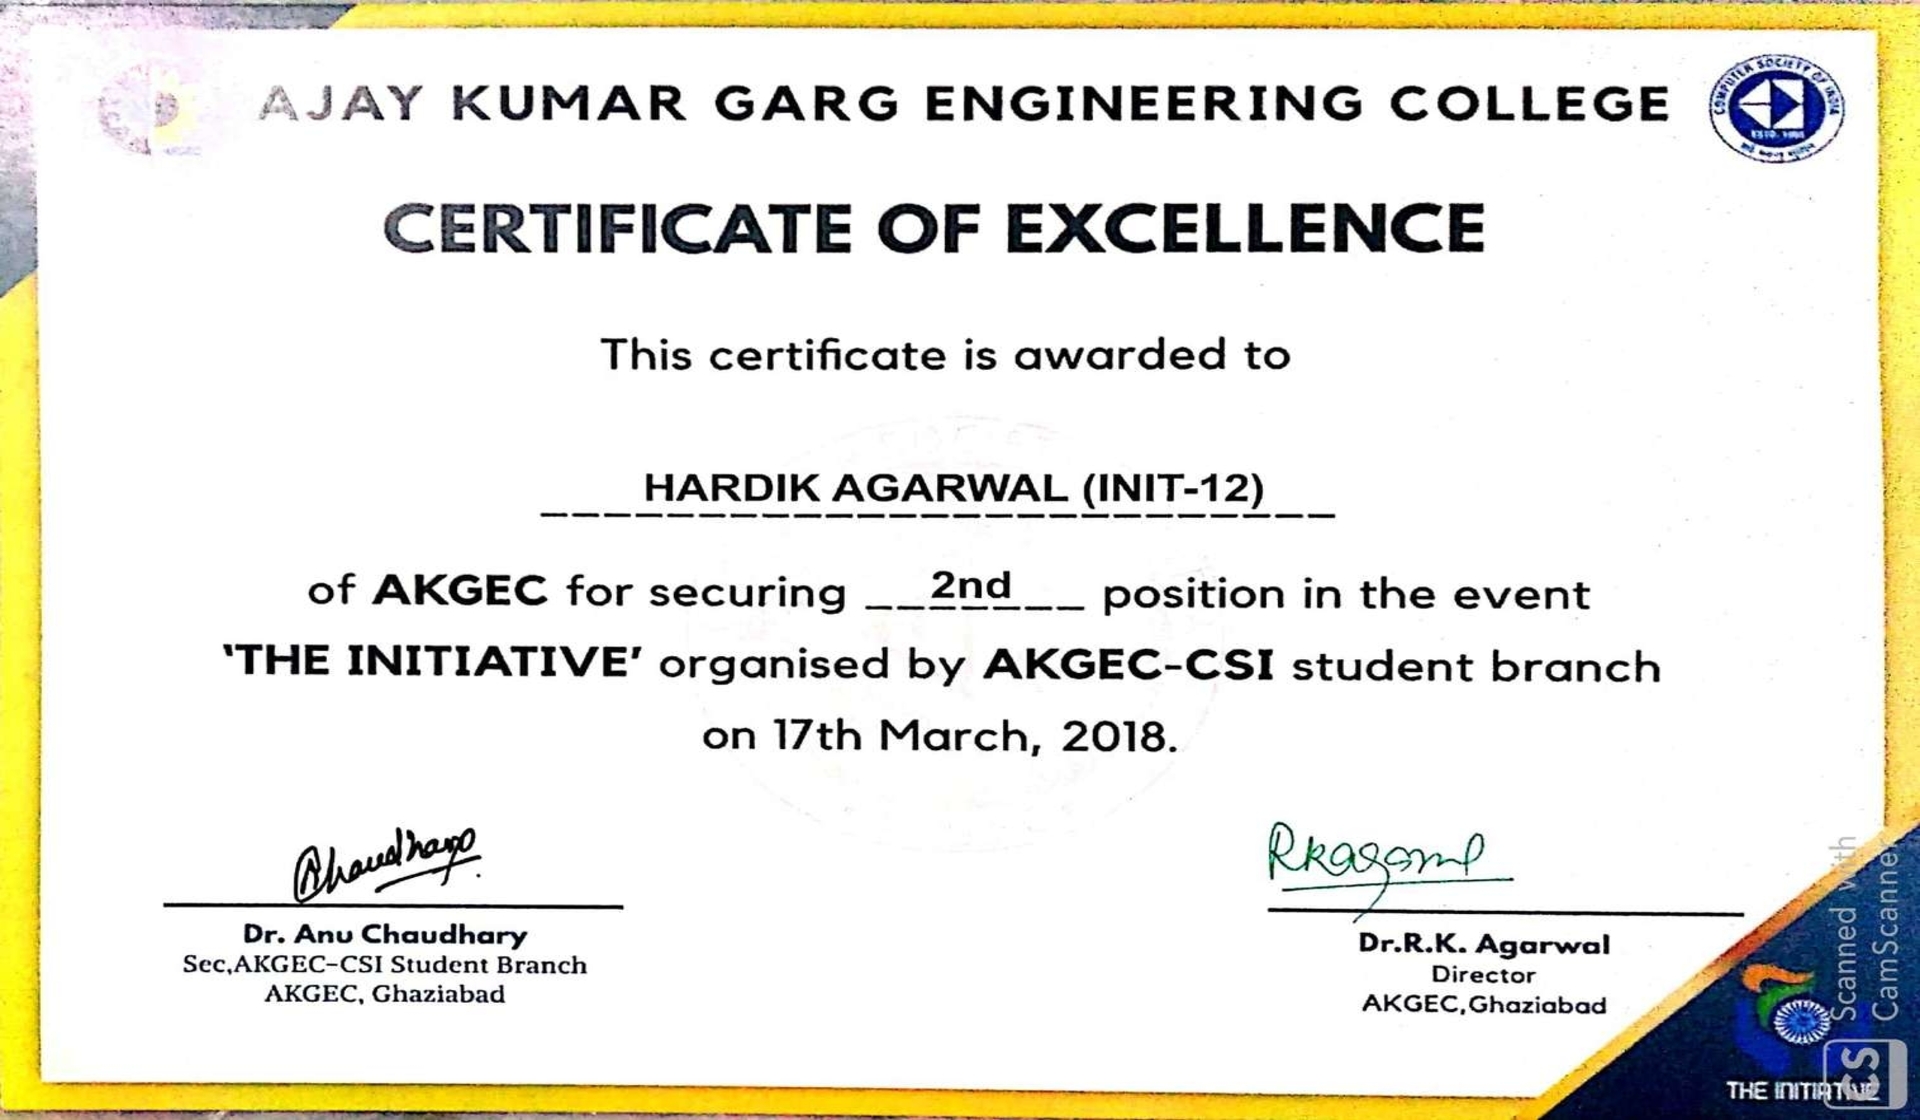 AJAY KUMAR GARG ENGINEERING COLLEGE
COMPUTER SOCIETY OF INDIA
CERTIFICATE OF EXCELLENCE
This certificate is awarded to
HARDIK AGARWAL (INIT-12)
of AKGEC for securing 2nd position in the event
'THE INITIATIVE' organised by AKGEC-CSI student branch
on 17th March, 2018.
Dr. Anu Chaudhary
Sec,AKGEC-CSI Student Branch
AKGEC, Ghaziabad
Dr.R.K. Agarwal
Director
AKGEC,Ghaziabad
THE INITIATIVE
Scanned with
CamScanner
CS